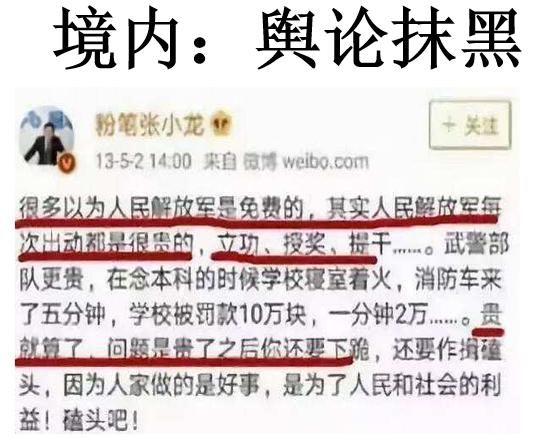 境内：舆论抹黑
粉笔张小龙
+ 关注
13-5-2 14:00 来自 微博 weibo.com
很多以为人民解放军是免费的，其实人民解放军每
次出动都是很贵的，立功、授奖、提干……。武警部
队更贵，在念本科的时候学校寝室着火，消防车来
了五分钟，学校被罚款10万块，一分钟2万……。贵
就算了，问题是贵了之后你还要下跪，还要作揖磕
头，因为人家做的是好事，是为了人民和社会的利
益！磕头吧！